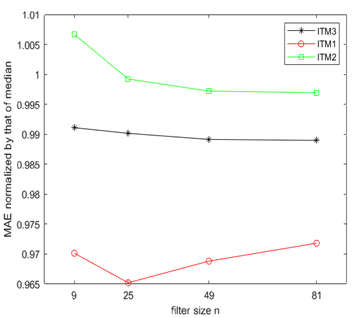 1.01
1.005
1
0.995
0.99
0.985
0.98
0.975
0.97
0.965
MAE normalized by that of median
9 25 49 81
filter size n
ITM3
ITM1
ITM2